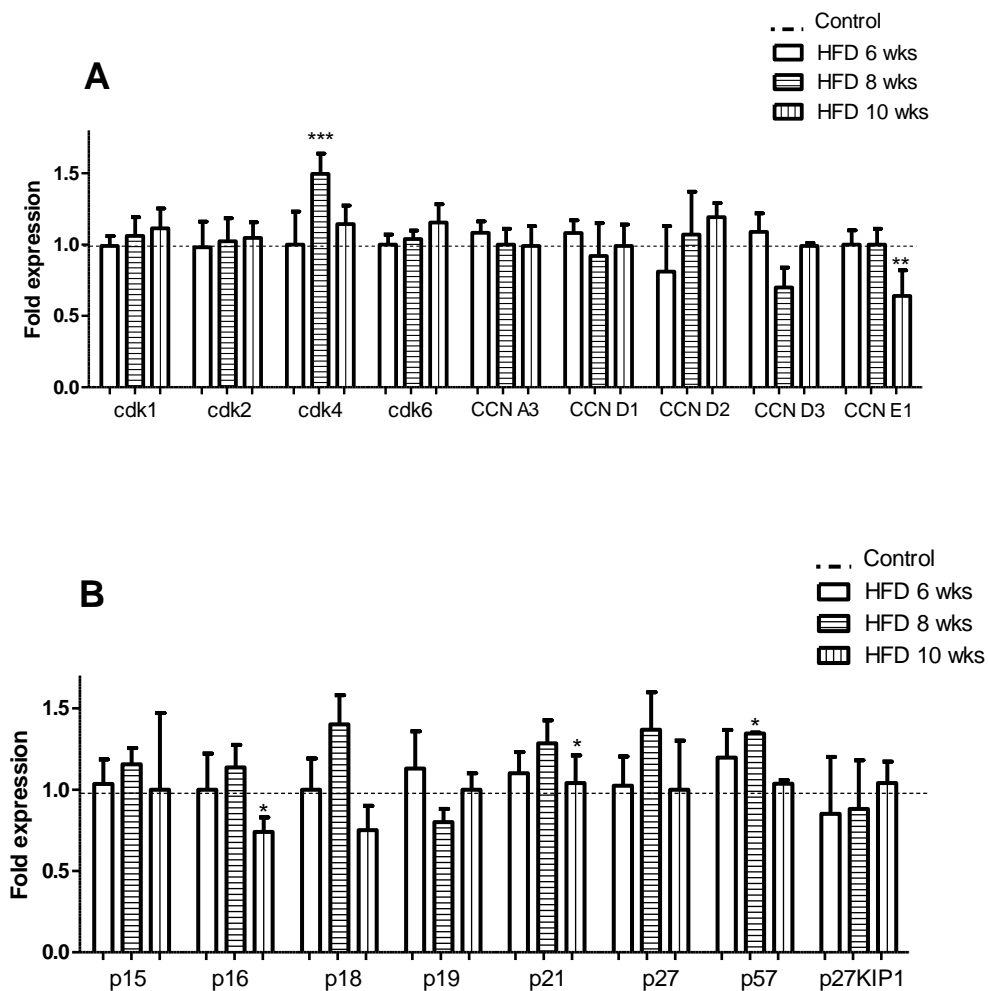 Control
HFD 6 wks
HFD 8 wks
HFD 10 wks
A
***
1.5
1.0
**
0.5
0.0
Fold expression
cdk1 cdk2 cdk4 cdk6 CCN A3 CCN D1 CCN D2 CCN D3 CCN E1
Control
HFD 6 wks
HFD 8 wks
HFD 10 wks
B
1.5
*
*
1.0
*
0.5
0.0
Fold expression
p15 p16 p18 p19 p21 p27 p57 p27KIP1